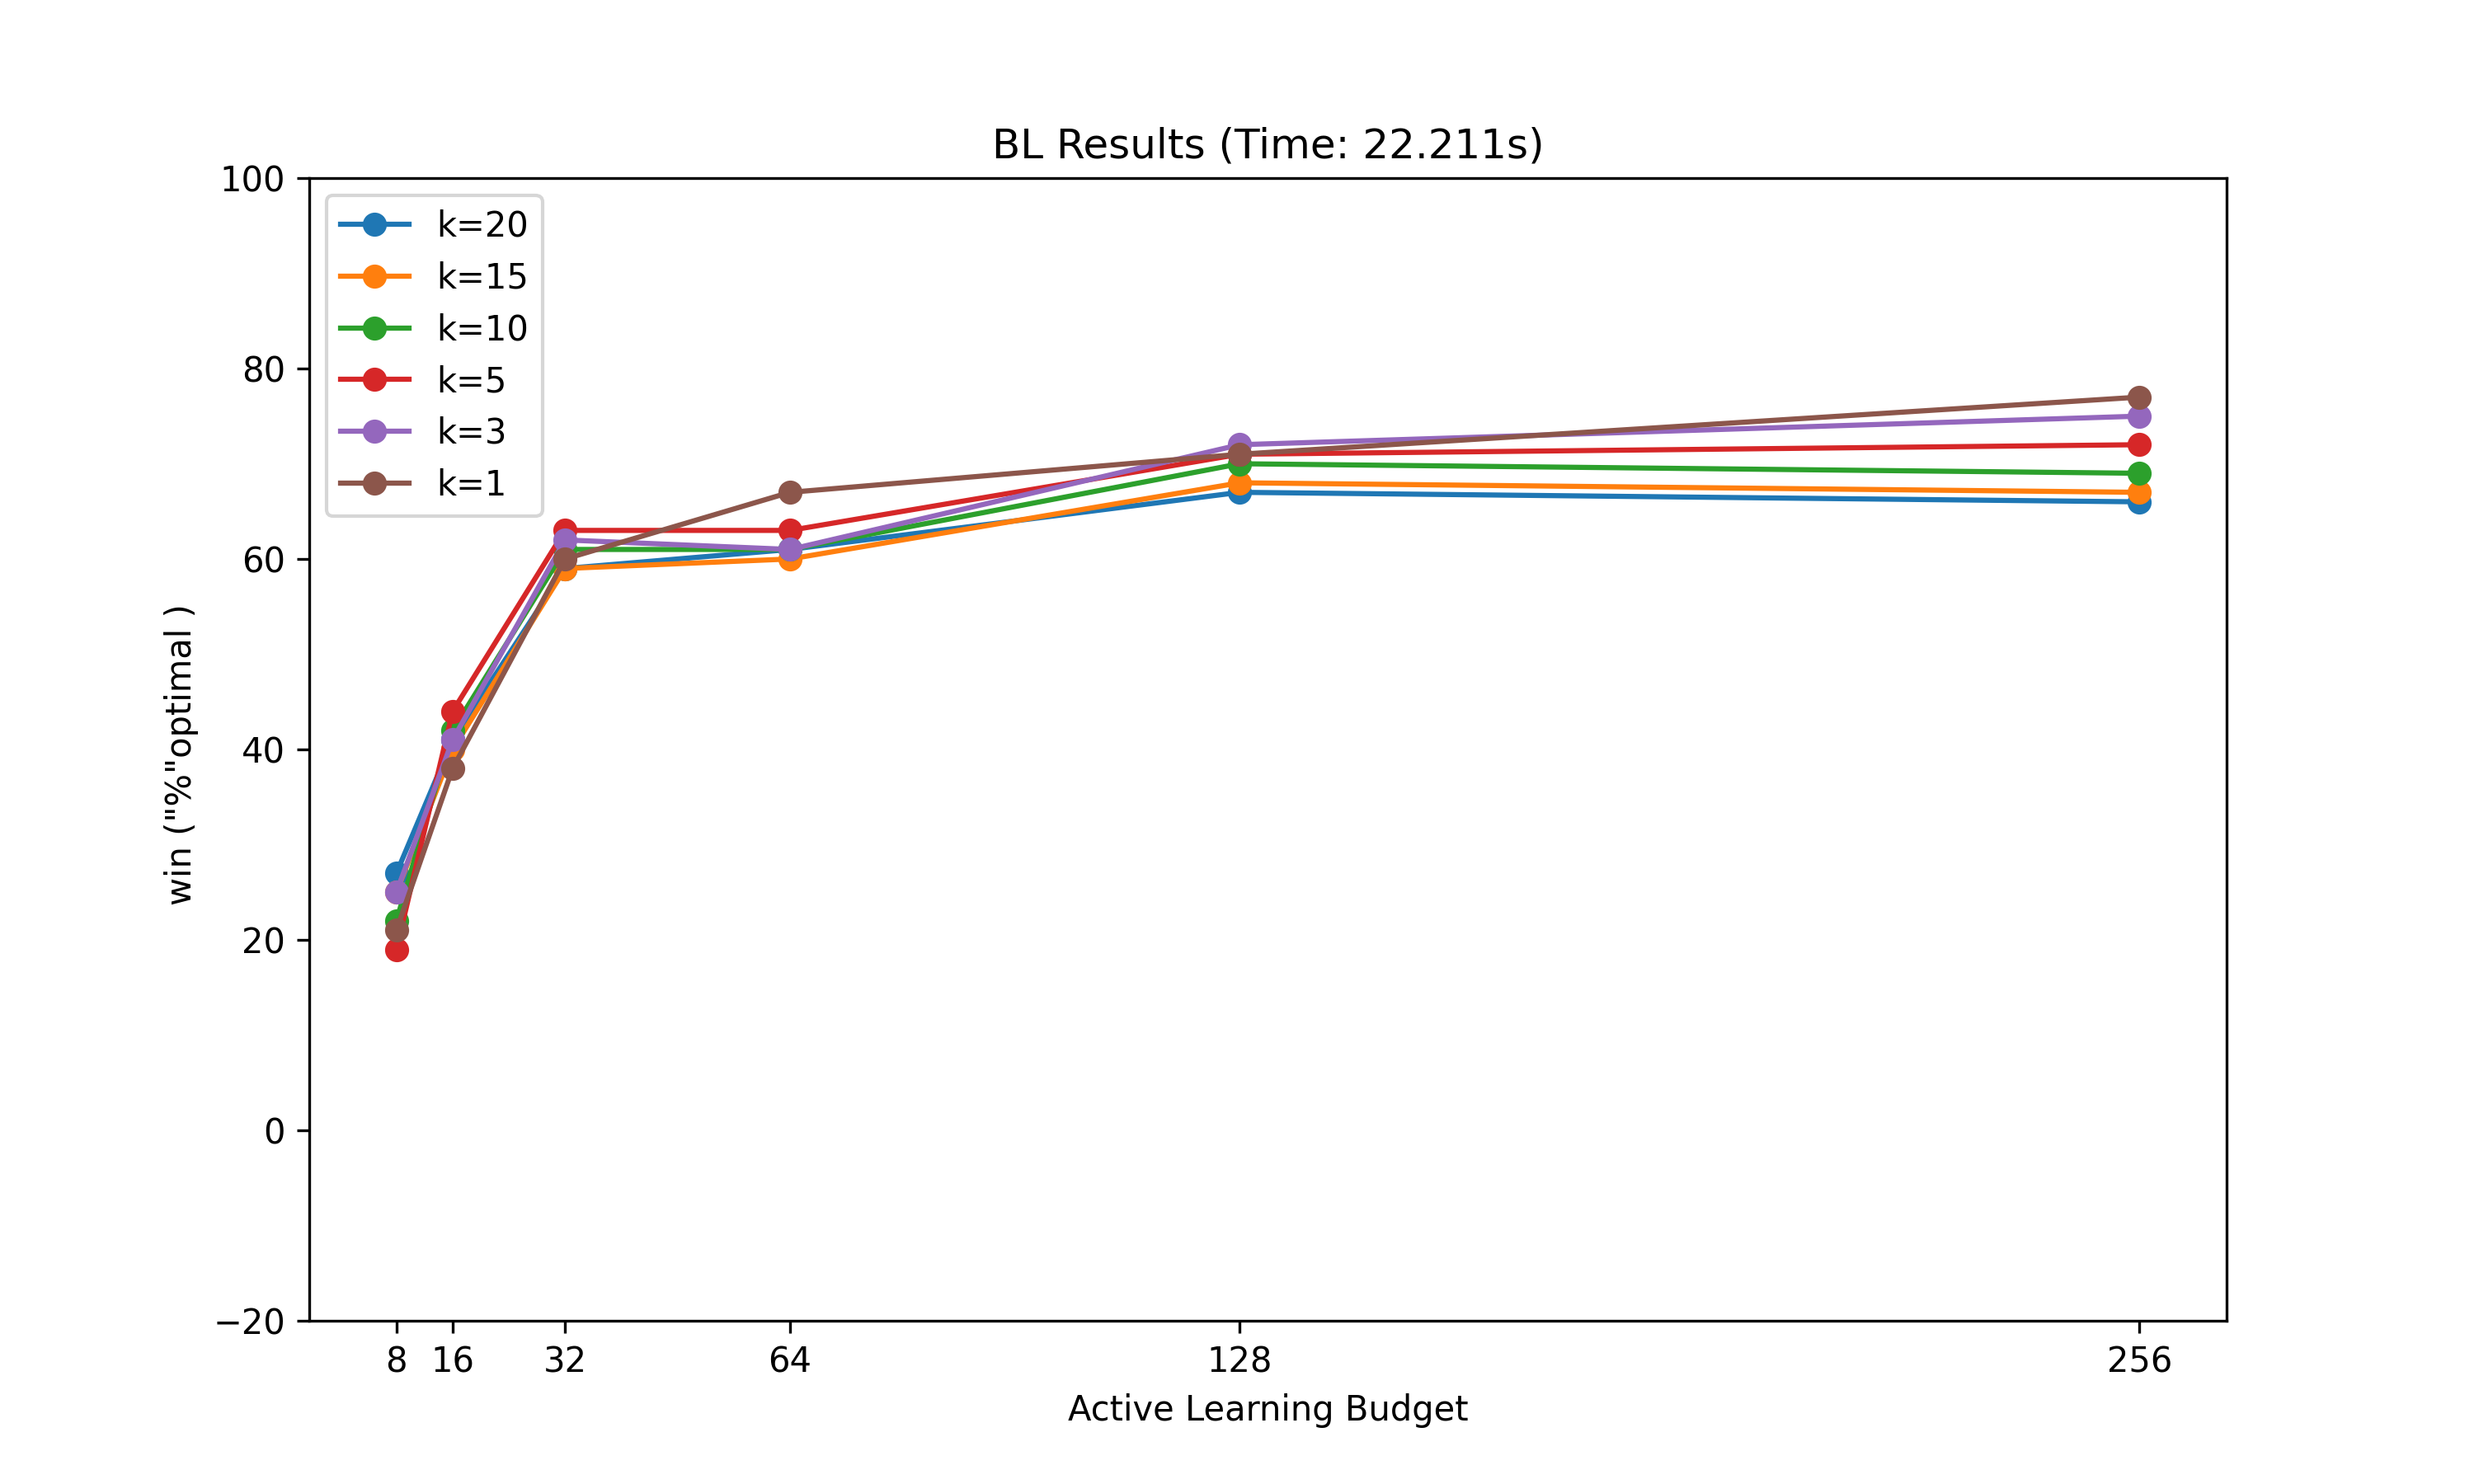 BL Results (Time: 22.211s)
100
80
60
40
20
0
−20
win ("%"optimal )
k=20
k=15
k=10
k=5
k=3
k=1
8 16 32 64 128 256
Active Learning Budget